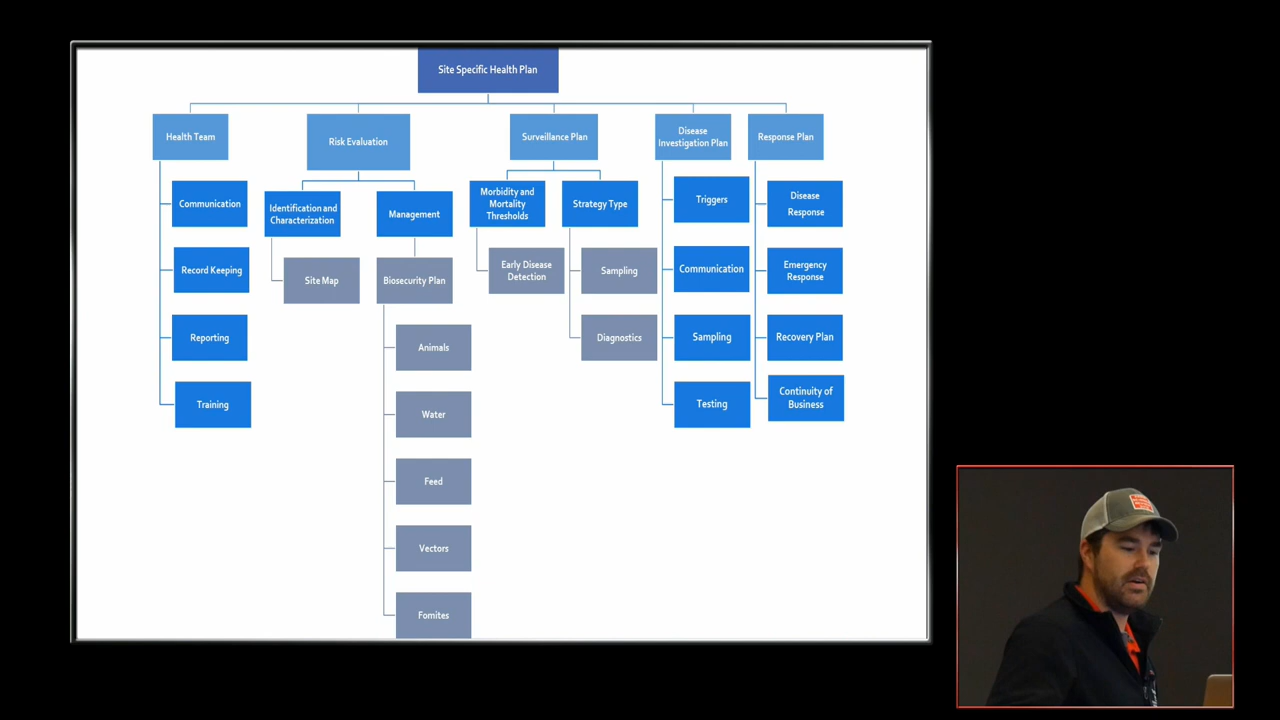 Site Specific Health Plan
Health Team
Risk Evaluation
Surveillance Plan
Disease
Investigation Plan
Response Plan
Communication
Record Keeping
Reporting
Training
Identification and
Characterization
Site Map
Management
Biosecurity Plan
Animals
Water
Feed
Vectors
Fomites
Morbidity and
Mortality
Thresholds
Early Disease
Detection
Strategy Type
Sampling
Diagnostics
Triggers
Communication
Sampling
Testing
Disease
Response
Emergency
Response
Recovery Plan
Continuity of
Business